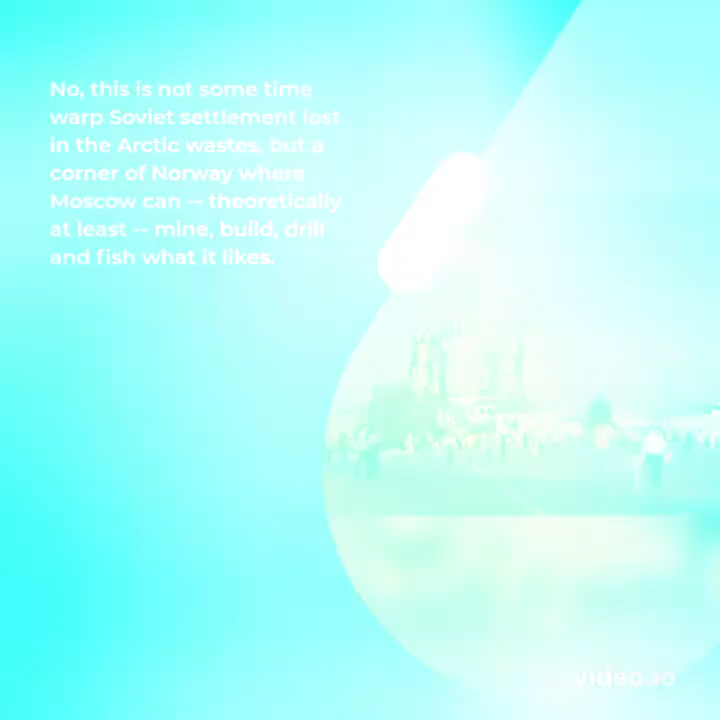 No, this is not some time
warp Soviet settlement lost
in the Arctic wastes, but a
corner of Norway where
Moscow can -- theoretically
at least -- mine, build, drill
and fish what it likes.
video.io